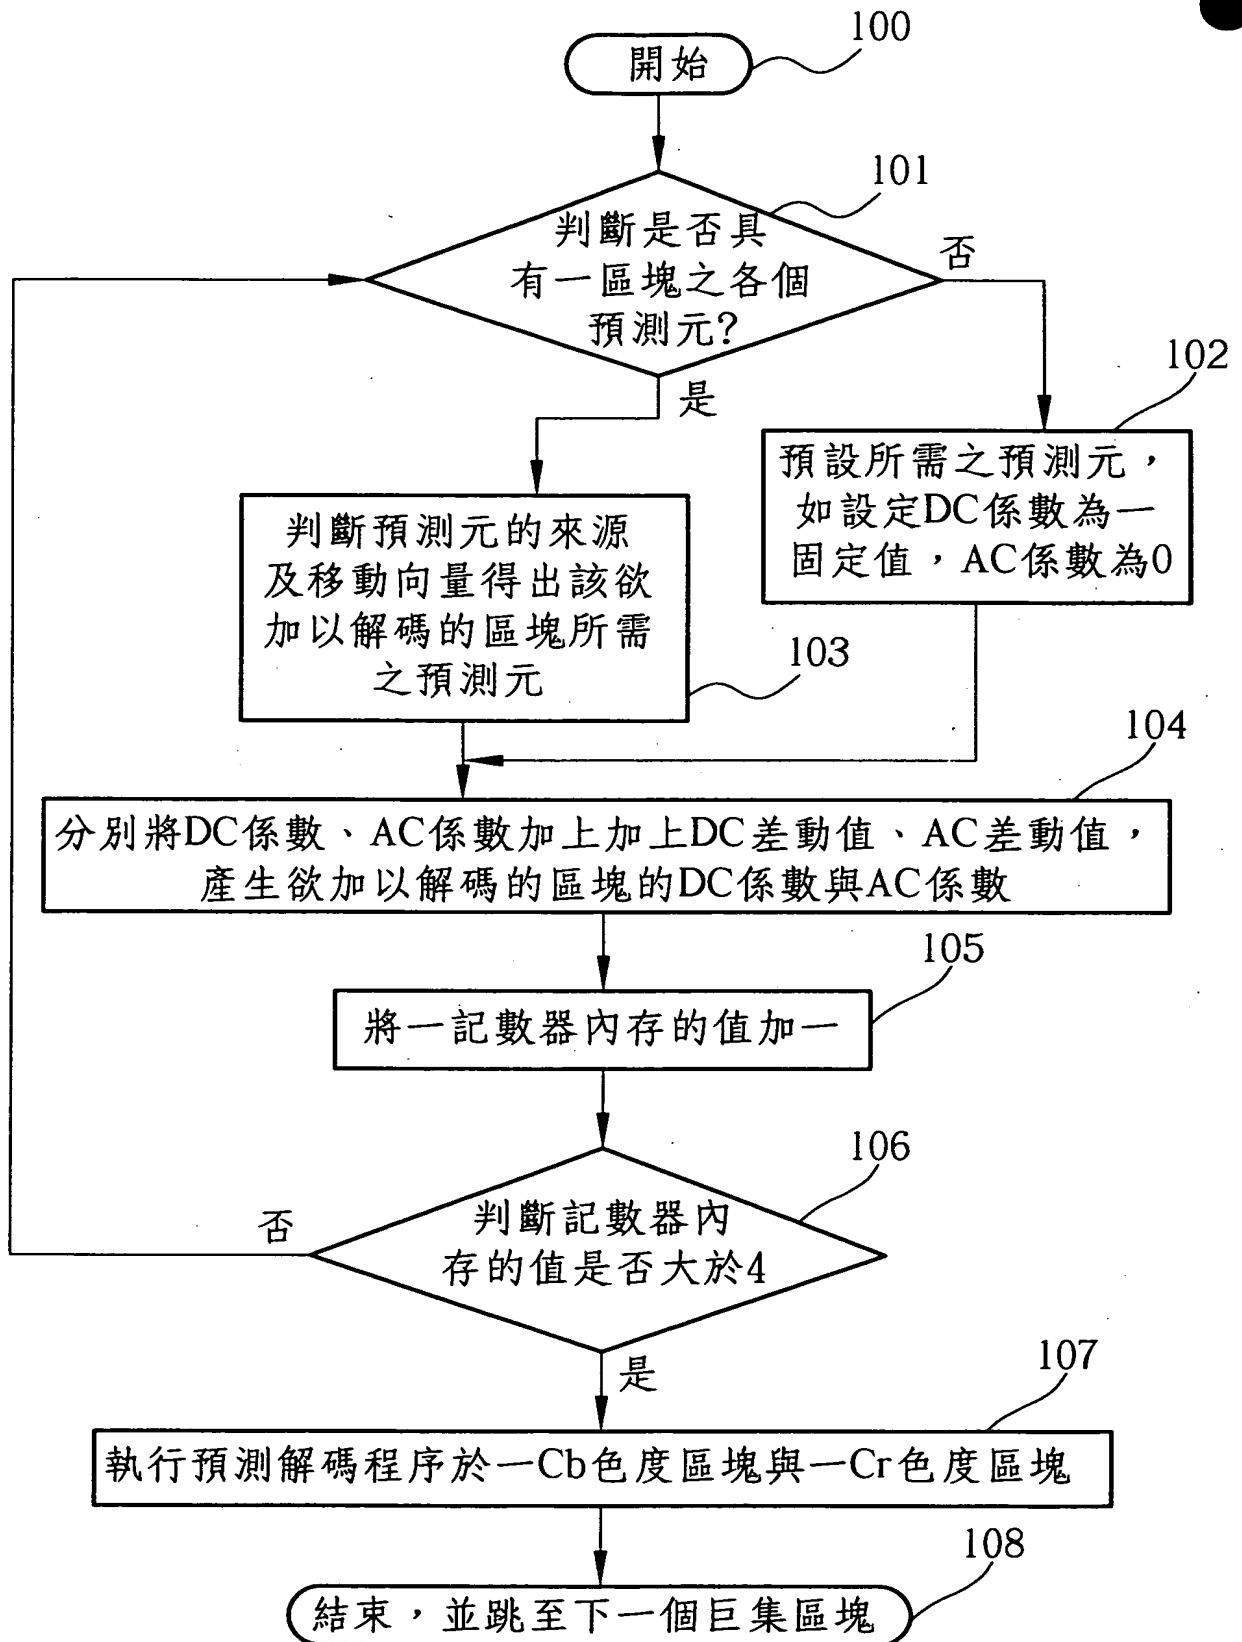 100
開始
101
判斷是否具
有一區塊之各個
預測元?
否
是
102
預設所需之預測元，
如設定DC係數為一
固定值，AC係數為0
判斷預測元的來源
及移動向量得出該欲
加以解碼的區塊所需
之預測元
103
104
分別將DC係數、AC係數加上加上DC差動值、AC差動值，
產生欲加以解碼的區塊的DC係數與AC係數
105
將一記數器內存的值加一
106
判斷記數器內
存的值是否大於4
否
是
107
執行預測解碼程序於一Cb色度區塊與一Cr色度區塊
108
結束，並跳至下一個巨集區塊